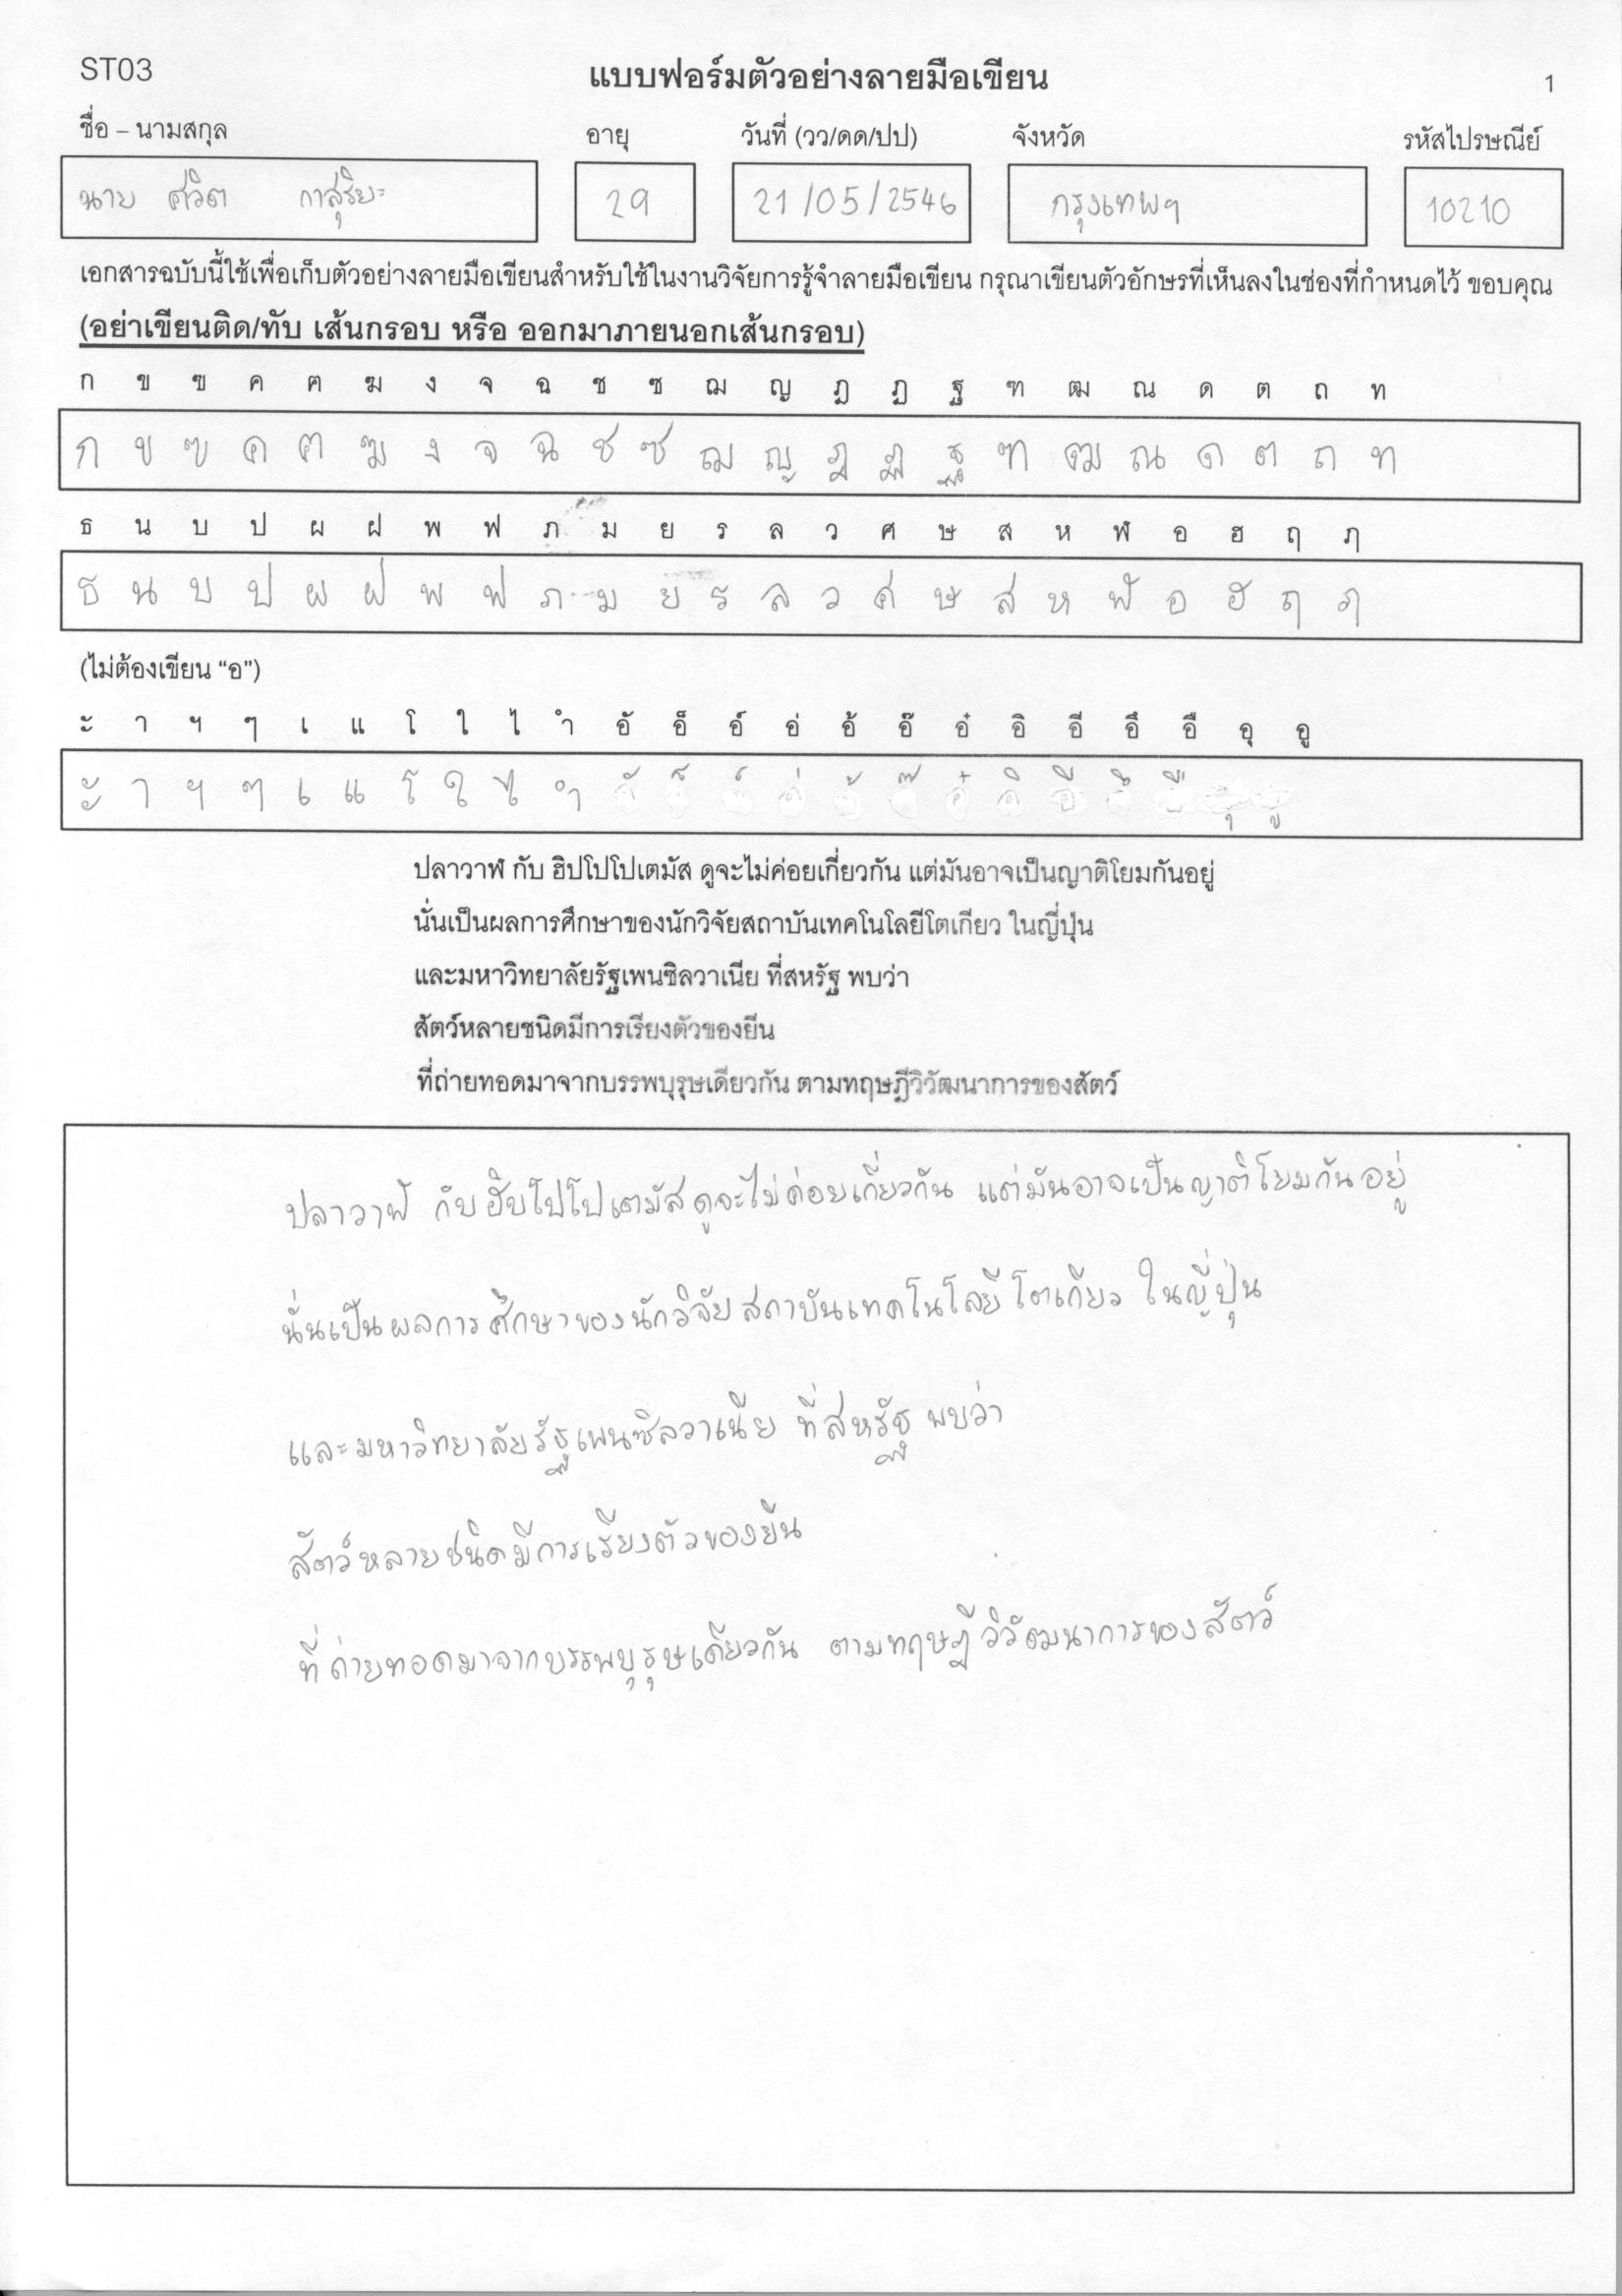 ST03
แบบฟอร์มตัวอย่างลายมือเขียน
1
ชื่อ – นามสกุล อายุ วันที่ (วว/ดด/ปป) จังหวัด รหัสไปรษณีย์
นาย ศวิต กาสุริยะ 29 21/05/2546 กรุงเทพฯ 10210
เอกสารฉบับนี้ใช้เพื่อเก็บตัวอย่างลายมือเขียนสำหรับใช้ในงานวิจัยการรู้จำลายมือเขียน กรุณาเขียนตัวอักษรที่เห็นลงในช่องที่กำหนดไว้ ขอบคุณ
(อย่าเขียนติด/ทับ เส้นกรอบ หรือ ออกมาภายนอกเส้นกรอบ)
ก ข ฃ ค ฅ ฆ ง จ ฉ ช ซ ฌ ญ ฎ ฏ ฐ ฑ ฒ ณ ด ต ถ ท
ก ข ฃ ค ฅ ฆ ง จ ฉ ช ซ ฌ ญ ฎ ฏ ฐ ฑ ฒ ณ ด ต ถ ท
ธ น บ ป ผ ฝ พ ฟ ภ ม ย ร ล ว ศ ษ ส ห ฬ อ ฮ ฤ ภ
ธ น บ ป ผ ฝ พ ฟ ภ ม ย ร ล ว ศ ษ ส ห ฬ อ ฮ ฤ ภ
(ไม่ต้องเขียน “อ”)
ะ า ฯ ๆ เ แ โ ใ ไ ำ อั อ็ อ์ อ่ อ้ อ๊ อ๋ อิ อี อึ อื อุ อู
ะ า ฯ ๆ เ แ โ ใ ไ ำ ั ็ ์ ่ ้ ๊ ๋ ิ ี ึ ื ุ ู
ปลาวาฬ กับ ฮิปโปโปเตมัส ดูจะไม่ค่อยเกี่ยวกัน แต่มันอาจเป็นญาติโยมกันอยู่
นั่นเป็นผลการศึกษาของนักวิจัยสถาบันเทคโนโลยีโตเกียว ในญี่ปุ่น
และมหาวิทยาลัยรัฐเพนซิลวาเนีย ที่สหรัฐ พบว่า
สัตว์หลายชนิดมีการเรียงตัวของยีน
ที่ถ่ายทอดมาจากบรรพบุรุษเดียวกัน ตามทฤษฎีวิวัฒนาการของสัตว์
ปลาวาฬ กับฮิบโปโปเตมัสดูจะไม่ค่อยเกี่ยวกัน แต่มันอาจเป็นญาติโยมกันอยู่
นั่นเป็นผลการศึกษาของนักวิจัยสถาบันเทคโนโลยีโตเกียว ในญี่ปุ่น
และมหาวิทยาลัยรัฐเพนซิลวาเนีย ที่สหรัฐ พบว่า
สัตว์หลายชนิดมีการเรียงตัวของยีน
ที่ถ่ายทอดมาจากบรรพบุรุษเดียวกัน ตามทฤษฎีวิวัฒนาการของสัตว์